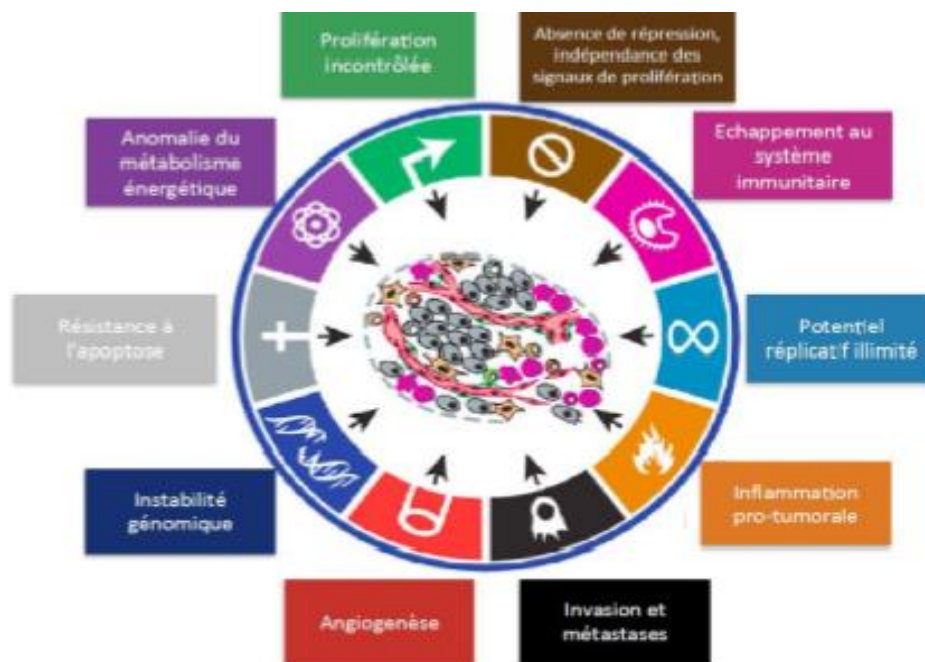 Prolifération
incontrôlée
Absence de répression,
indépendance des
signaux de prolifération
Anomalie du
métabolisme
énergétique
Echappement au
système
immunitaire
Résistance à
l'apoptose
Potentiel
réplicatif illimité
Instabilité
génomique
Inflammation
pro-tumorale
Angiogenèse
Invasion et
métastases